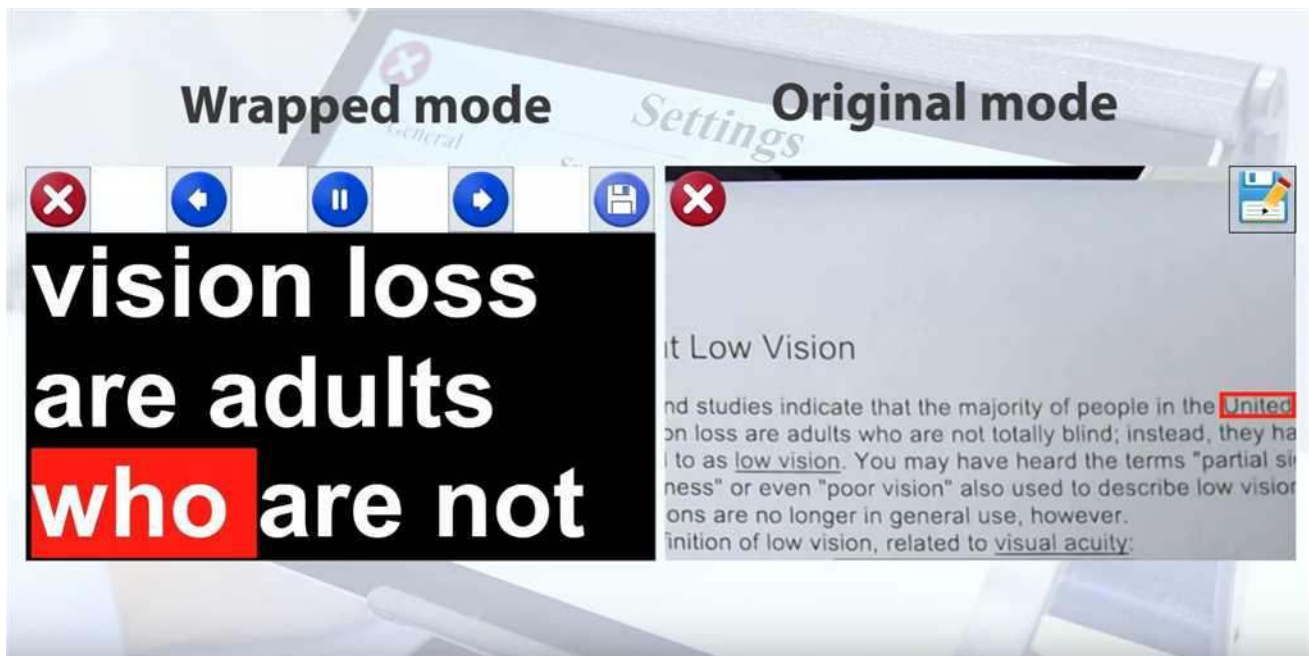 Wrapped mode
Original mode
Settings
General
vision loss
are adults
who are not
t Low Vision
nd studies indicate that the majority of people in the United
on loss are adults who are not totally blind; instead, they ha
to as low vision. You may have heard the terms "partial si
ness" or even "poor vision" also used to describe low vision
ons are no longer in general use, however.
inition of low vision, related to visual acuity: